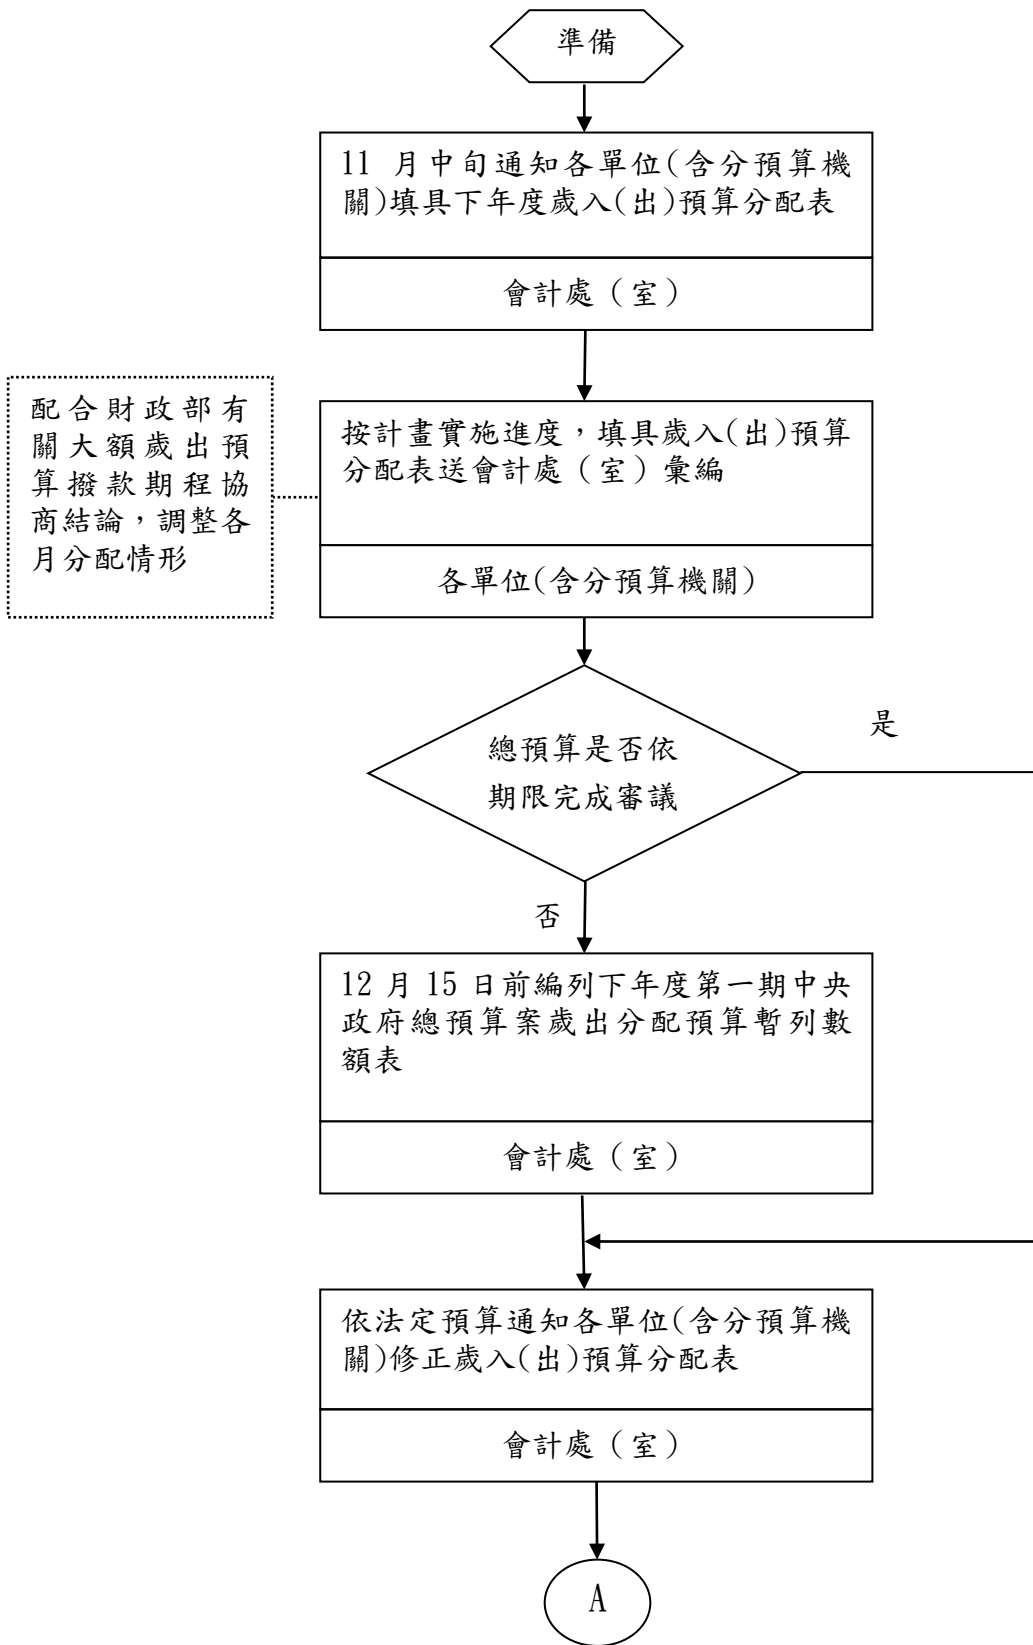 準備
11 月中旬通知各單位(含分預算機
關)填具下年度歲入(出)預算分配表
會計處（室）
配合財政部有
關大額歲出預
算撥款期程協
商結論，調整各
月分配情形
按計畫實施進度，填具歲入(出)預算
分配表送會計處（室）彙編
各單位(含分預算機關)
總預算是否依
期限完成審議
是
否
12 月 15 日前編列下年度第一期中央
政府總預算案歲出分配預算暫列數
額表
會計處（室）
依法定預算通知各單位(含分預算機
關)修正歲入(出)預算分配表
會計處（室）
A